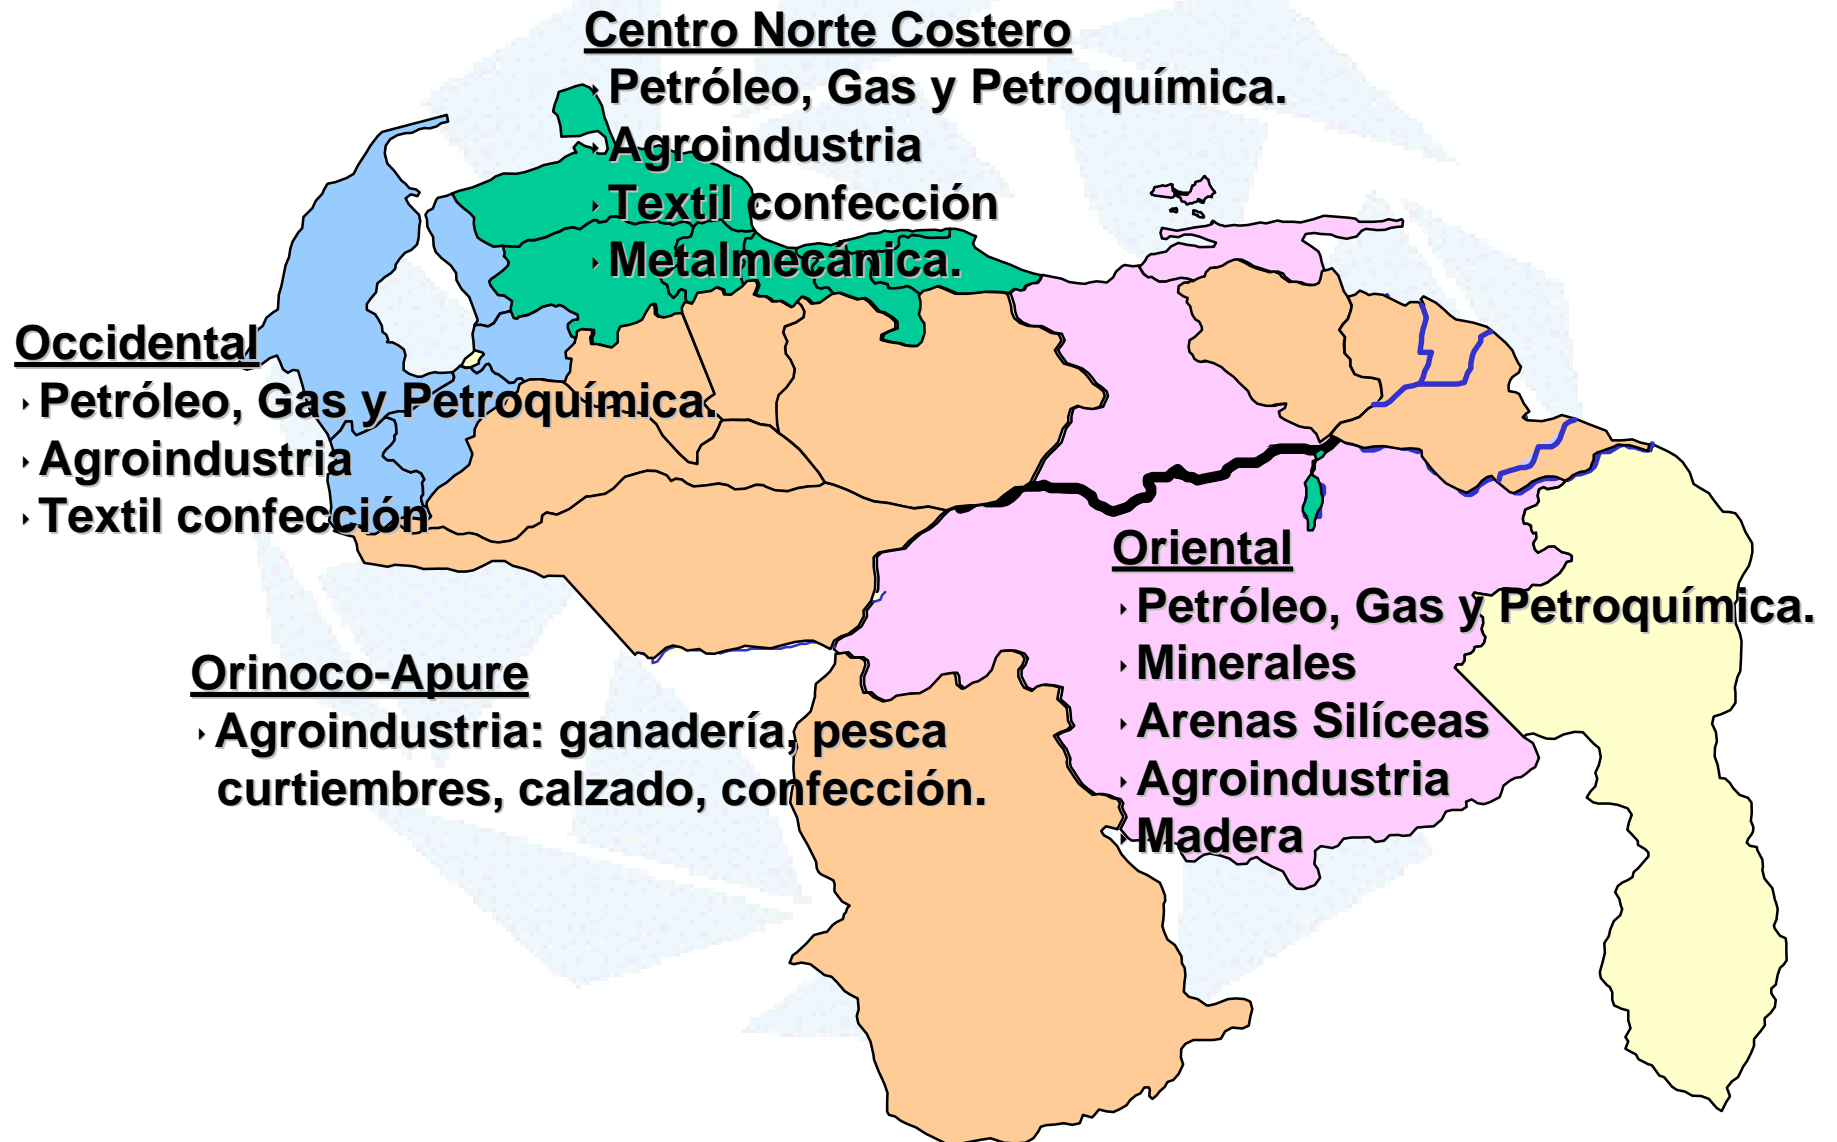 Centro Norte Costero
Petróleo, Gas y Petroquímica.
Agroindustria
Textil confección
Metalmecánica.
Occidental
Petróleo, Gas y Petroquímica.
Agroindustria
Textil confección
Oriental
Petróleo, Gas y Petroquímica.
Minerales
Arenas Silíceas
Agroindustria
Madera
Orinoco-Apure
Agroindustria: ganadería, pesca
curtiembres, calzado, confección.